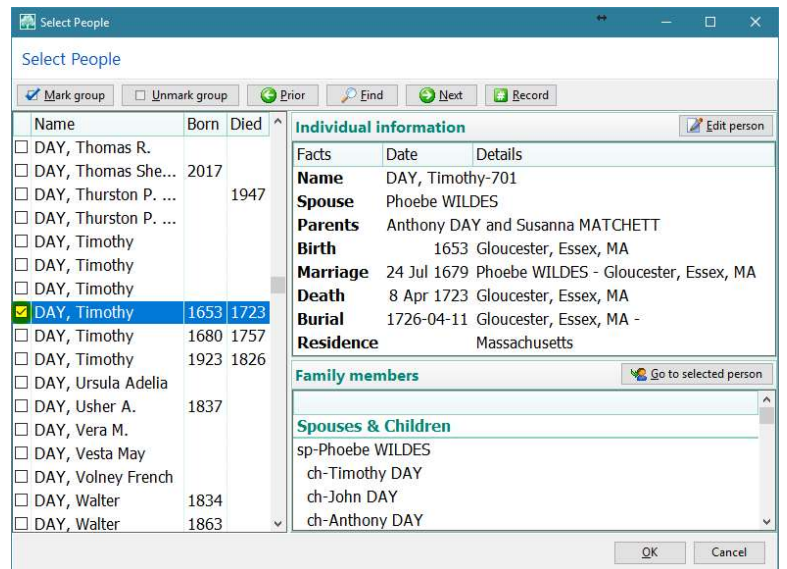 Select People
Select People
Mark group Unmark group Prior Find Next Record
Name Born Died
DAY, Thomas R.
DAY, Thomas She... 2017
DAY, Thurston P. ... 1947
DAY, Thurston P. ...
DAY, Timothy
DAY, Timothy
DAY, Timothy
DAY, Timothy 1653 1723
DAY, Timothy 1680 1757
DAY, Timothy 1923 1826
DAY, Ursula Adelia
DAY, Usher A. 1837
DAY, Vera M.
DAY, Vesta May
DAY, Volney French
DAY, Walter 1834
DAY, Walter 1863
Individual information Edit person
Facts Date Details
Name DAY, Timothy-701
Spouse Phoebe WILDES
Parents Anthony DAY and Susanna MATCHETT
Birth 1653 Gloucester, Essex, MA
Marriage 24 Jul 1679 Phoebe WILDES - Gloucester, Essex, MA
Death 8 Apr 1723 Gloucester, Essex, MA
Burial 1726-04-11 Gloucester, Essex, MA -
Residence Massachusetts
Family members Go to selected person
Spouses & Children
sp-Phoebe WILDES
ch-Timothy DAY
ch-John DAY
ch-Anthony DAY
OK Cancel